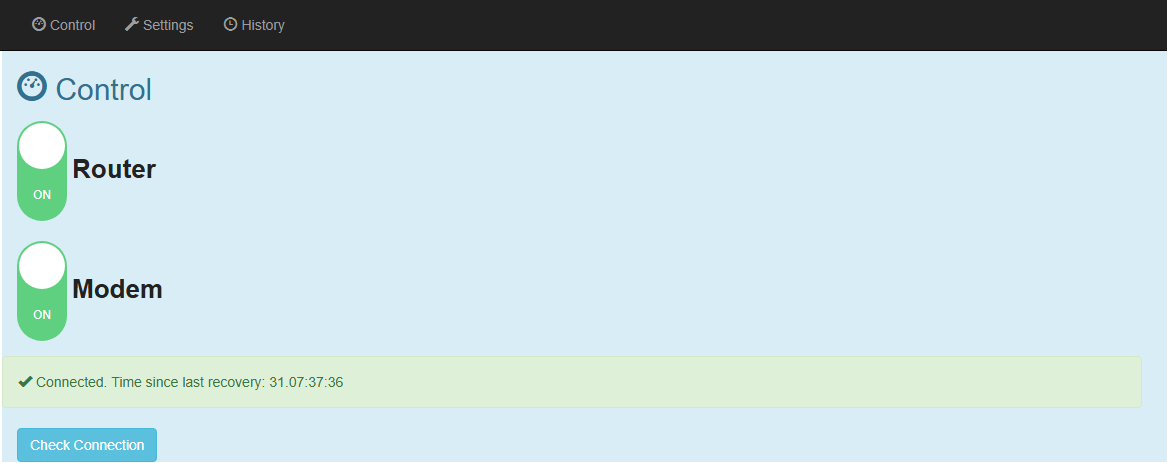 Control Settings History
Control
ON Router
ON Modem
Connected. Time since last recovery: 31.07:37:36
Check Connection